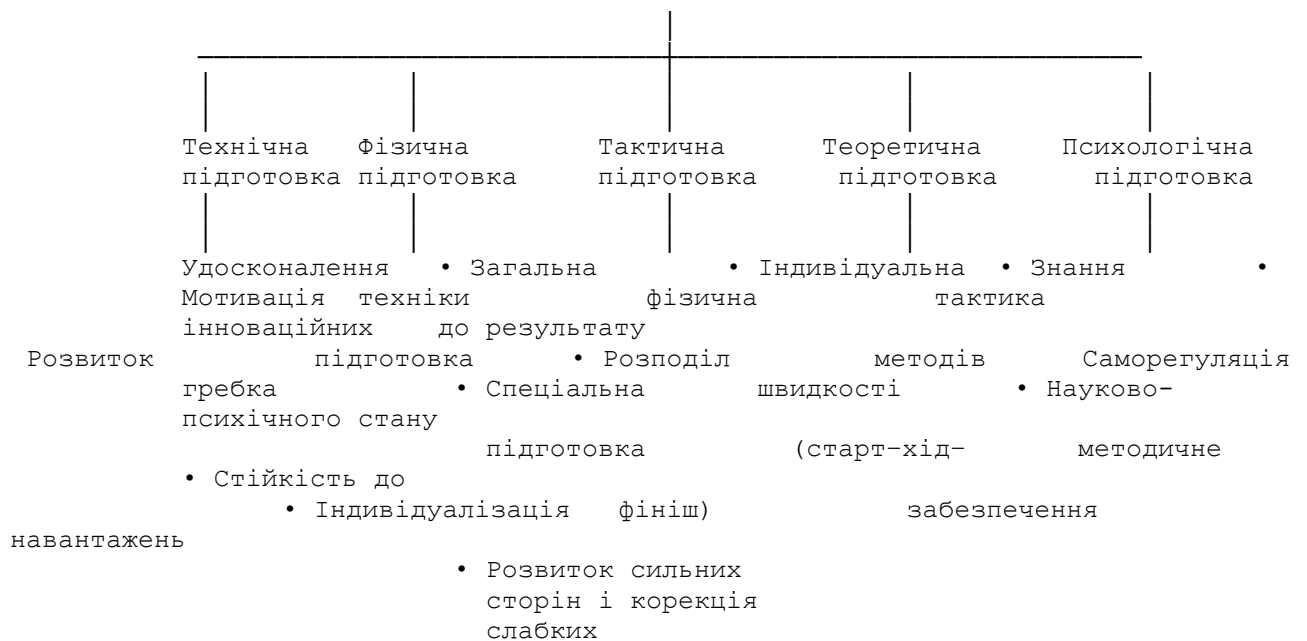 Технічна Фізична Тактична Теоретична Психологічна
підготовка підготовка підготовка підготовка підготовка
Удосконалення • Загальна • Індивідуальна • Знання •
Мотивація техніки фізична тактика
інноваційних до результату
Розвиток підготовка • Розподіл методів Саморегуляція
гребка • Спеціальна швидкості • Науково-
психічного стану
підготовка (старт-хід- методичне
• Стійкість до
• Індивідуалізація фініш) забезпечення
навантажень
• Розвиток сильних
сторін і корекція
слабких